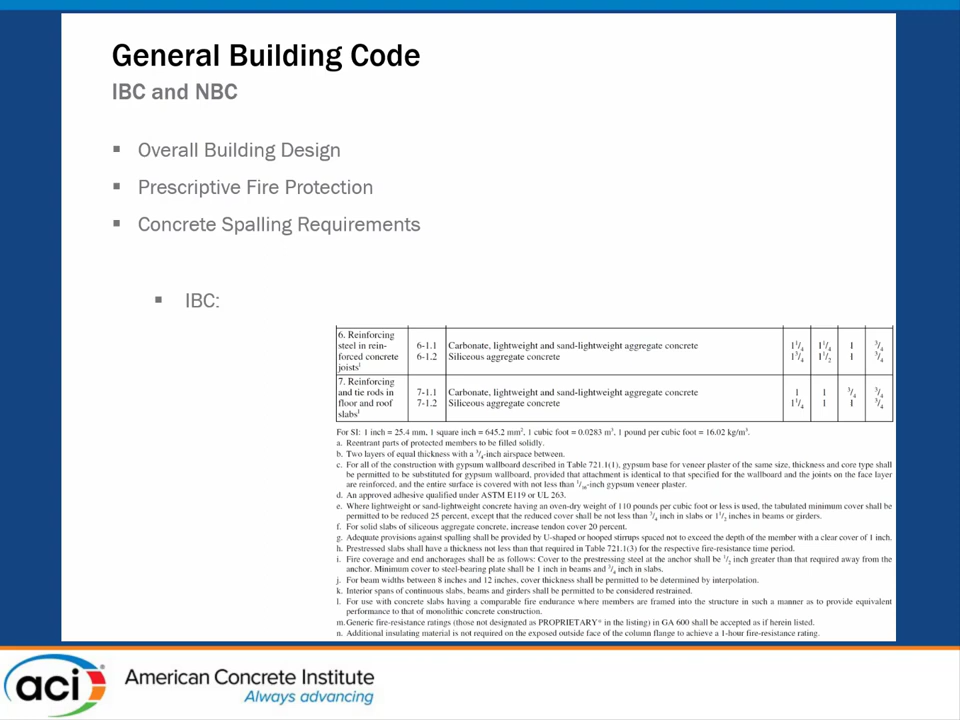 General Building Code
IBC and NBC
▪ Overall Building Design
▪ Prescriptive Fire Protection
▪ Concrete Spalling Requirements
▪ IBC:
6. Reinforcing steel in rein-forced concrete joists^l 6-1.1 Carbonate, lightweight and sand-lightweight aggregate concrete 1 1/4 1 1/4 1 3/4
6-1.2 Siliceous aggregate concrete 1 3/4 1 1/2 1 3/4
7. Reinforcing and tie rods in floor and roof slabs^l 7-1.1 Carbonate, lightweight and sand-lightweight aggregate concrete 1 1 3/4 3/4
7-1.2 Siliceous aggregate concrete 1 1/4 1 1 3/4
For SI: 1 inch = 25.4 mm, 1 square inch = 645.2 mm², 1 cubic foot = 0.0283 m³, 1 pound per cubic foot = 16.02 kg/m³.
a. Reentrant parts of protected members to be filled solidly.
b. Two layers of equal thickness with a 3/4-inch airspace between.
c. For all of the construction with gypsum wallboard described in Table 721.1(1), gypsum base for veneer plaster of the same size, thickness and core type shall
be permitted to be substituted for gypsum wallboard, provided that attachment is identical to that specified for the wallboard and the joints on the face layer
are reinforced, and the entire surface is covered with not less than 1/16-inch gypsum veneer plaster.
d. An approved adhesive qualified under ASTM E119 or UL 263.
e. Where lightweight or sand-lightweight concrete having an oven-dry weight of 110 pounds per cubic foot or less is used, the tabulated minimum cover shall be
permitted to be reduced 25 percent, except that the reduced cover shall be not less than 3/4 inch in slabs or 1 1/2 inches in beams or girders.
f. For solid slabs of siliceous aggregate concrete, increase tendon cover 20 percent.
g. Adequate provisions against spalling shall be provided by U-shaped or hooped stirrups spaced not to exceed the depth of the member with a clear cover of 1 inch.
h. Prestressed slabs shall have a thickness not less than that required in Table 721.1(3) for the respective fire-resistance time period.
i. Fire coverage and end anchorages shall be as follows: Cover to the prestressing steel at the anchor shall be 1/2 inch greater than that required away from the
anchor. Minimum cover to steel-bearing plate shall be 1 inch in beams and 3/4 inch in slabs.
j. For beam widths between 8 inches and 12 inches, cover thickness shall be permitted to be determined by interpolation.
k. Interior spans of continuous slabs, beams and girders shall be permitted to be considered restrained.
l. For use with concrete slabs having a comparable fire endurance where members are framed into the structure in such a manner as to provide equivalent
performance to that of monolithic concrete construction.
m. Generic fire-resistance ratings (those not designated as PROPRIETARY* in the listing) in GA 600 shall be accepted as if herein listed.
n. Additional insulating material is not required on the exposed outside face of the column flange to achieve a 1-hour fire-resistance rating.
aci
American Concrete Institute
Always advancing